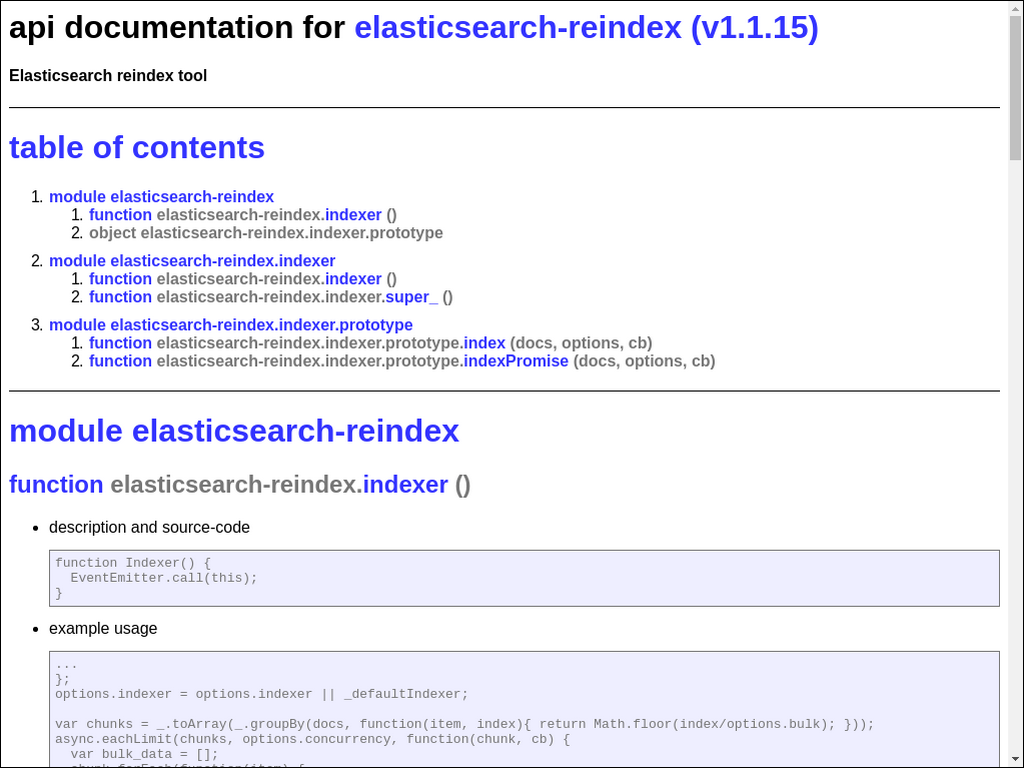 api documentation for elasticsearch-reindex (v1.1.15)
Elasticsearch reindex tool
table of contents
1. module elasticsearch-reindex
1. function elasticsearch-reindex.indexer ()
2. object elasticsearch-reindex.indexer.prototype
2. module elasticsearch-reindex.indexer
1. function elasticsearch-reindex.indexer ()
2. function elasticsearch-reindex.indexer.super_ ()
3. module elasticsearch-reindex.indexer.prototype
1. function elasticsearch-reindex.indexer.prototype.index (docs, options, cb)
2. function elasticsearch-reindex.indexer.prototype.indexPromise (docs, options, cb)
module elasticsearch-reindex
function elasticsearch-reindex.indexer ()
• description and source-code
function Indexer() {
  EventEmitter.call(this);
}
• example usage
...
};
options.indexer = options.indexer || _defaultIndexer;
var chunks = _.toArray(_.groupBy(docs, function(item, index){ return Math.floor(index/options.bulk); }));
async.eachLimit(chunks, options.concurrency, function(chunk, cb) {
  var bulk_data = [];
  chunk.forEach(function(item) {